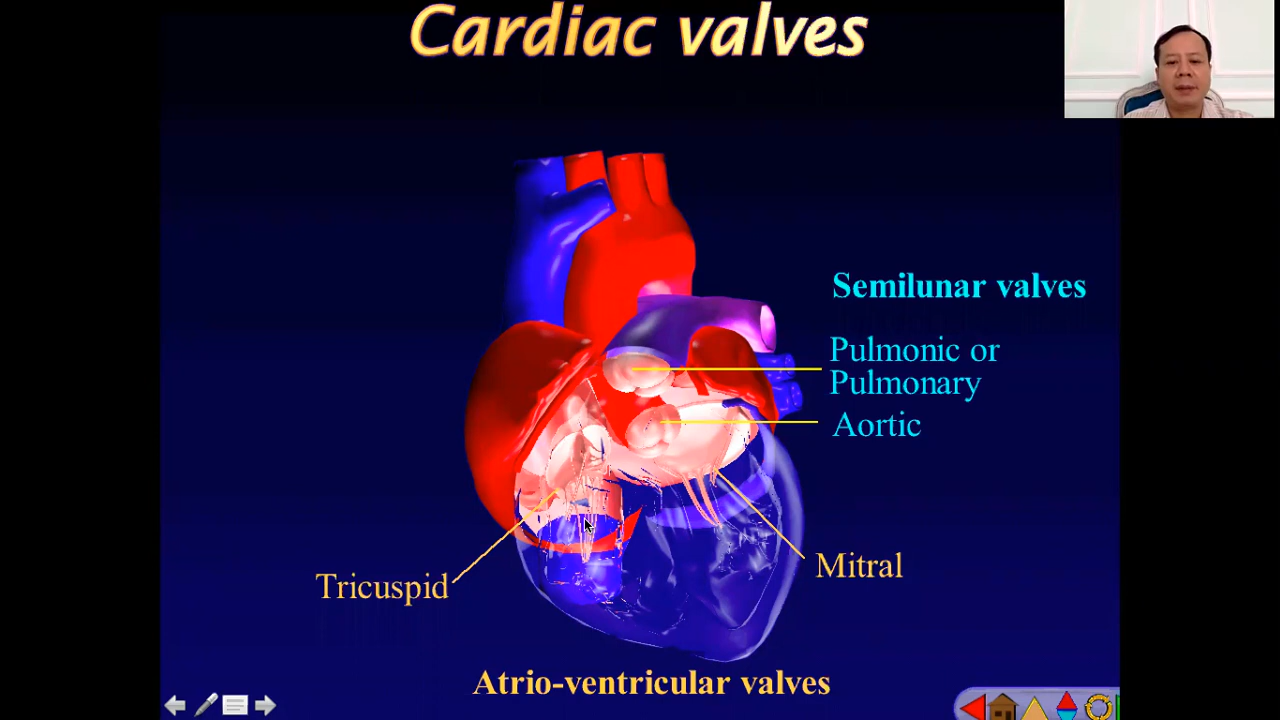 Cardiac valves
Semilunar valves
Pulmonic or
Pulmonary
Aortic
Mitral
Tricuspid
Atrio-ventricular valves